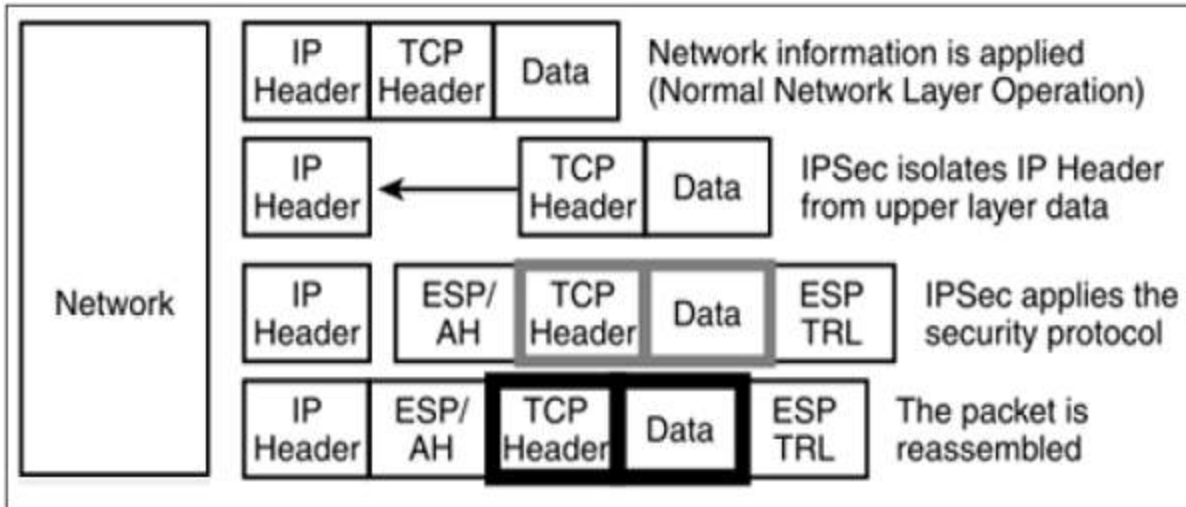 Network
IP
Header
TCP
Header
Data
Network information is applied
(Normal Network Layer Operation)
IP
Header
TCP
Header
Data
IPSec isolates IP Header
from upper layer data
IP
Header
ESP/
AH
TCP
Header
Data
ESP
TRL
IPSec applies the
security protocol
IP
Header
ESP/
AH
TCP
Header
Data
ESP
TRL
The packet is
reassembled